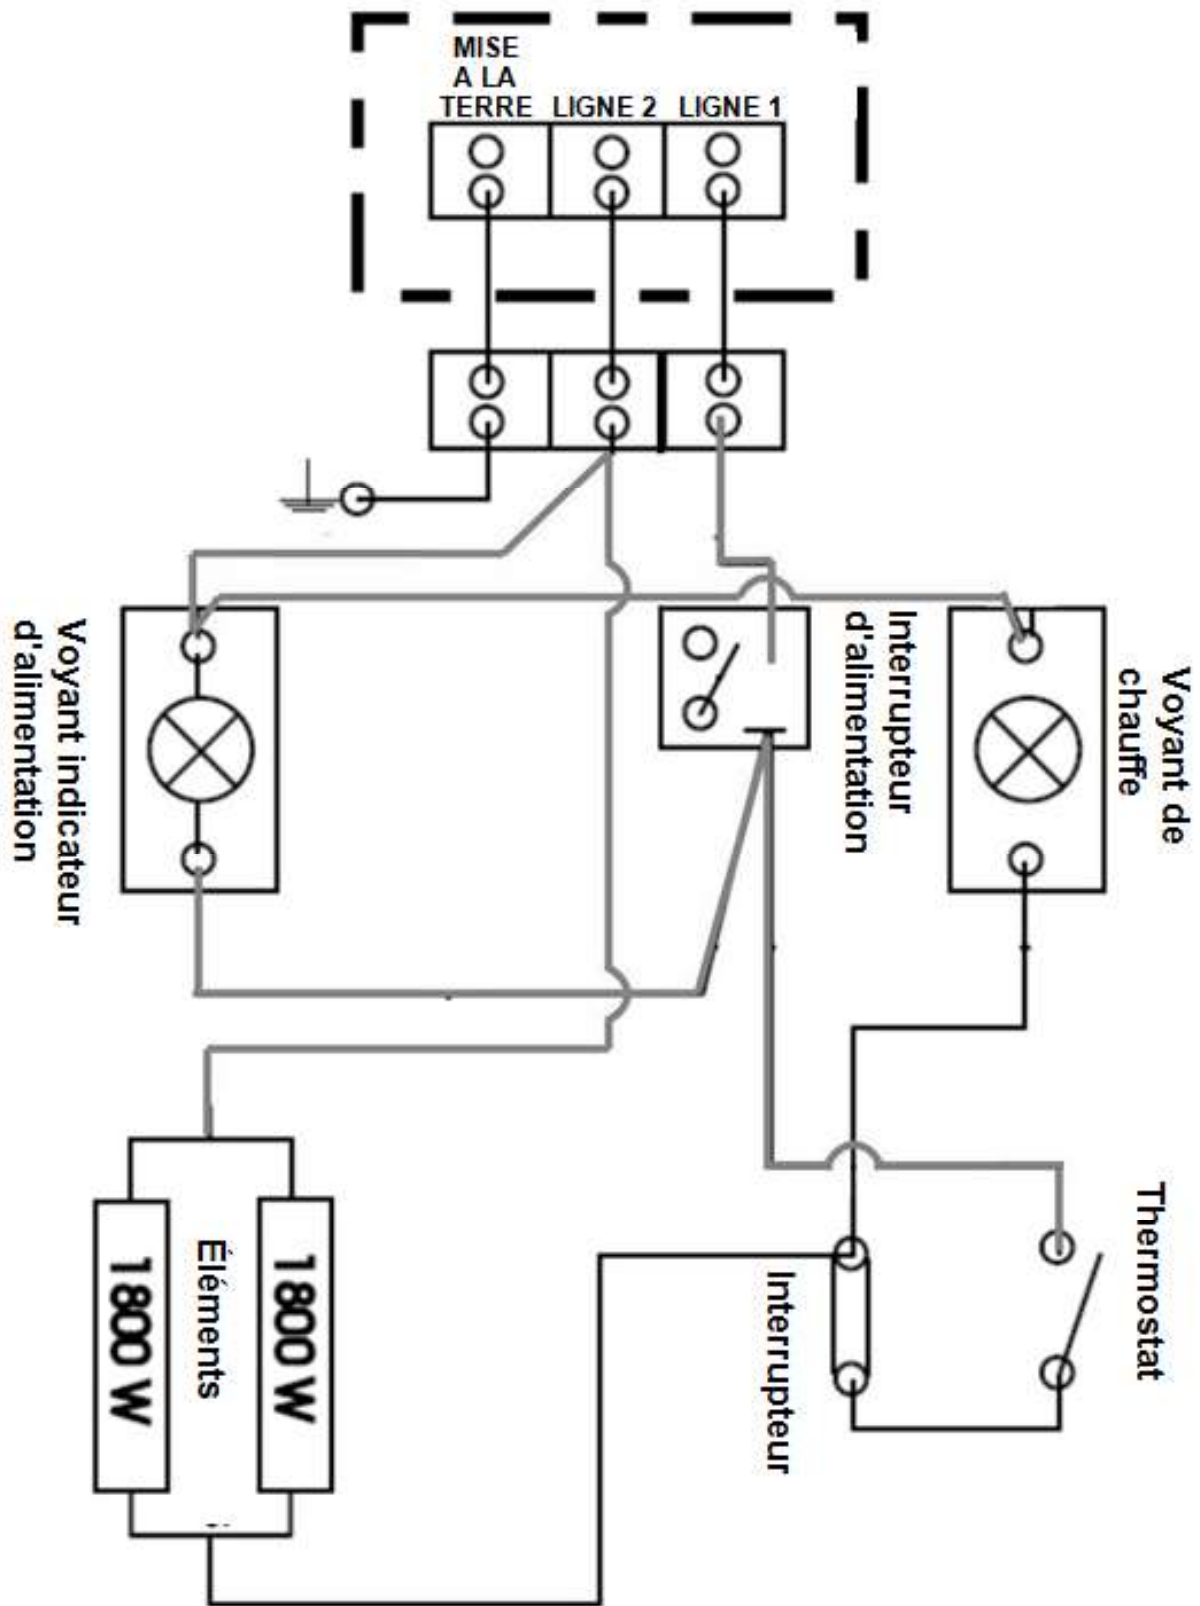 MISE
A LA
TERRE
LIGNE 2
LIGNE 1
Voyant indicateur
d'alimentation
Interrupteur
d'alimentation
Voyant de
chauffe
Thermostat
Interrupteur
Éléments
1800 W
1800 W